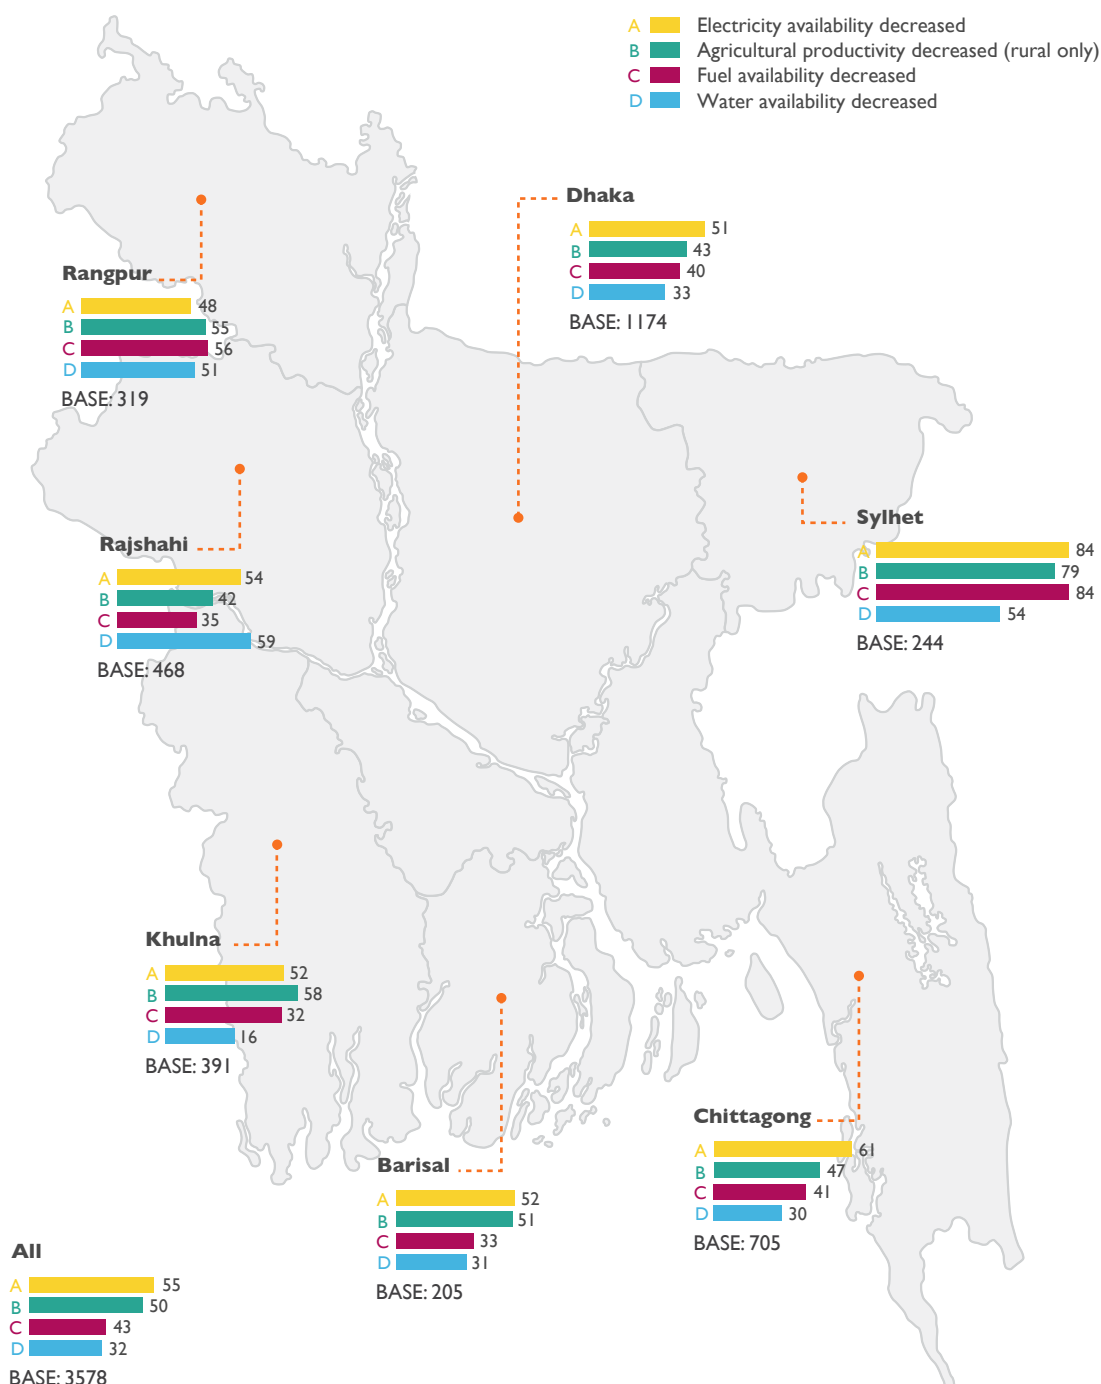 A Electricity availability decreased
B Agricultural productivity decreased (rural only)
C Fuel availability decreased
D Water availability decreased
Dhaka
A 51
B 43
C 40
D 33
BASE: 1174
Rangpur
A 48
B 55
C 56
D 51
BASE: 319
Sylhet
A 84
B 79
C 84
D 54
BASE: 244
Rajshahi
A 54
B 42
C 35
D 59
BASE: 468
Khulna
A 52
B 58
C 32
D 16
BASE: 391
Chittagong
A 61
B 47
C 41
D 30
BASE: 705
Barisal
A 52
B 51
C 33
D 31
BASE: 205
All
A 55
B 50
C 43
D 32
BASE: 3578